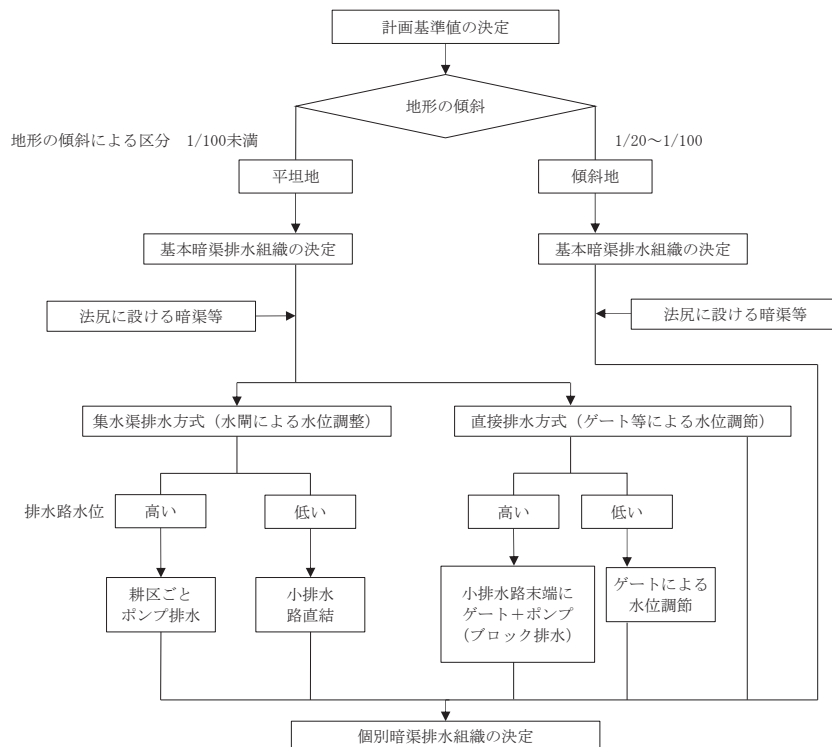 計画基準値の決定
地形の傾斜
地形の傾斜による区分　1/100未満
1/20～1/100
平坦地
傾斜地
基本暗渠排水組織の決定
基本暗渠排水組織の決定
法尻に設ける暗渠等
法尻に設ける暗渠等
集水渠排水方式（水閘による水位調整）
直接排水方式（ゲート等による水位調節）
排水路水位
高い
低い
高い
低い
耕区ごと
ポンプ排水
小排水
路直結
小排水路末端に
ゲート＋ポンプ
（ブロック排水）
ゲートによる
水位調節
個別暗渠排水組織の決定